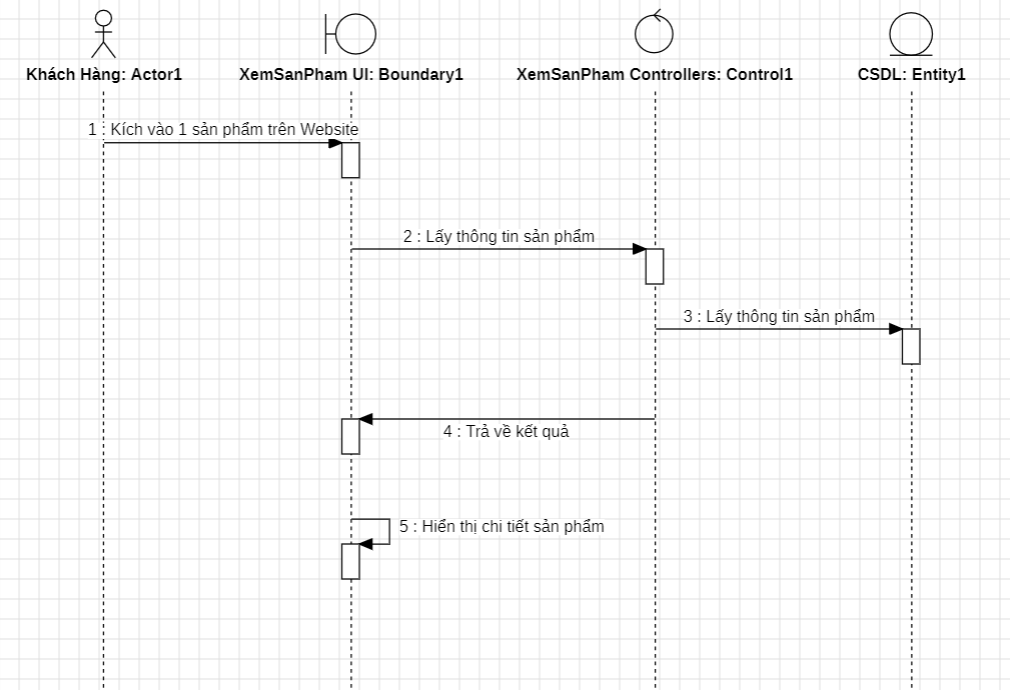 Khách Hàng: Actor1
XemSanPham UI: Boundary1
XemSanPham Controllers: Control1
CSDL: Entity1
1 : Kích vào 1 sản phẩm trên Website
2 : Lấy thông tin sản phẩm
3 : Lấy thông tin sản phẩm
4 : Trả về kết quả
5 : Hiển thị chi tiết sản phẩm